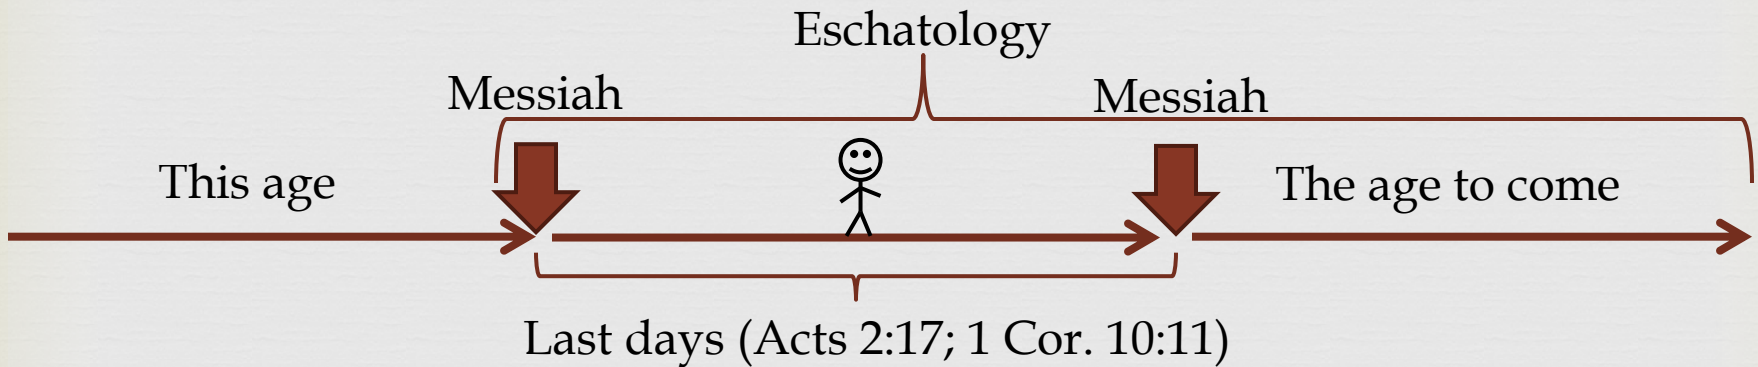 Eschatology
Messiah
Messiah
This age
The age to come
Last days (Acts 2:17; 1 Cor. 10:11)